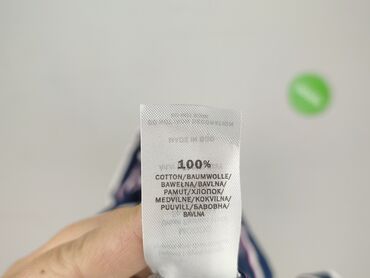 100%
COTTON/BAUMWOLLE/
BAWEŁNA/BAVLNA/
PAMUT/ХЛОПОК/
MEDVILNĖ/KOKVILNA/
PUUVILL/БАВОВНА/
BAVLNA